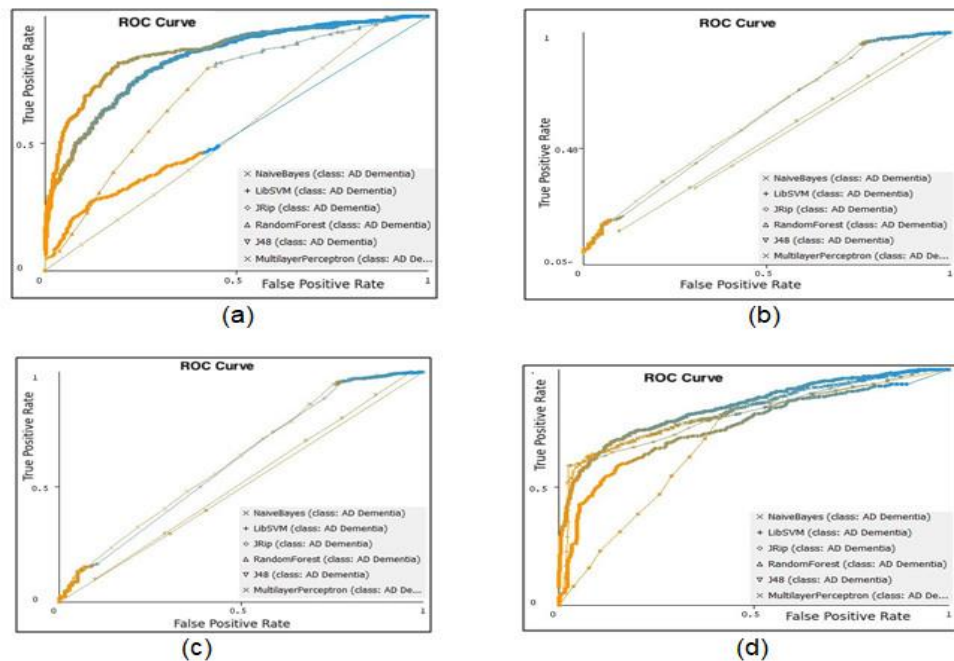 ROC Curve
True Positive Rate
1
0.5
0
× NaiveBayes (class: AD Dementia)
+ LibSVM (class: AD Dementia)
◇ JRip (class: AD Dementia)
△ RandomForest (class: AD Dementia)
▽ J48 (class: AD Dementia)
× MultilayerPerceptron (class: AD De...
0.5
1
False Positive Rate
(a)
ROC Curve
True Positive Rate
1
0.48
0.05
× NaiveBayes (class: AD Dementia)
+ LibSVM (class: AD Dementia)
◇ JRip (class: AD Dementia)
△ RandomForest (class: AD Dementia)
▽ J48 (class: AD Dementia)
× MultilayerPerceptron (class: AD De...
0
0.5
1
False Positive Rate
(b)
ROC Curve
True Positive Rate
1
0.5
0
× NaiveBayes (class: AD Dementia)
+ LibSVM (class: AD Dementia)
◇ JRip (class: AD Dementia)
△ RandomForest (class: AD Dementia)
▽ J48 (class: AD Dementia)
× MultilayerPerceptron (class: AD De...
0
0.5
1
False Positive Rate
(c)
ROC Curve
True Positive Rate
1
0.5
0
× NaiveBayes (class: AD Dementia)
+ LibSVM (class: AD Dementia)
◇ JRip (class: AD Dementia)
△ RandomForest (class: AD Dementia)
▽ J48 (class: AD Dementia)
× MultilayerPerceptron (class: AD De...
0
0.5
1
False Positive Rate
(d)